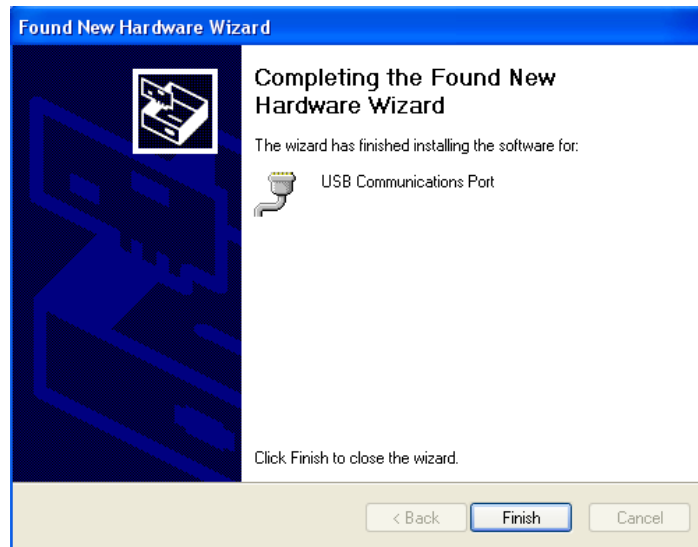 Found New Hardware Wizard
Completing the Found New
Hardware Wizard
The wizard has finished installing the software for:
USB Communications Port
Click Finish to close the wizard.
< Back
Finish
Cancel